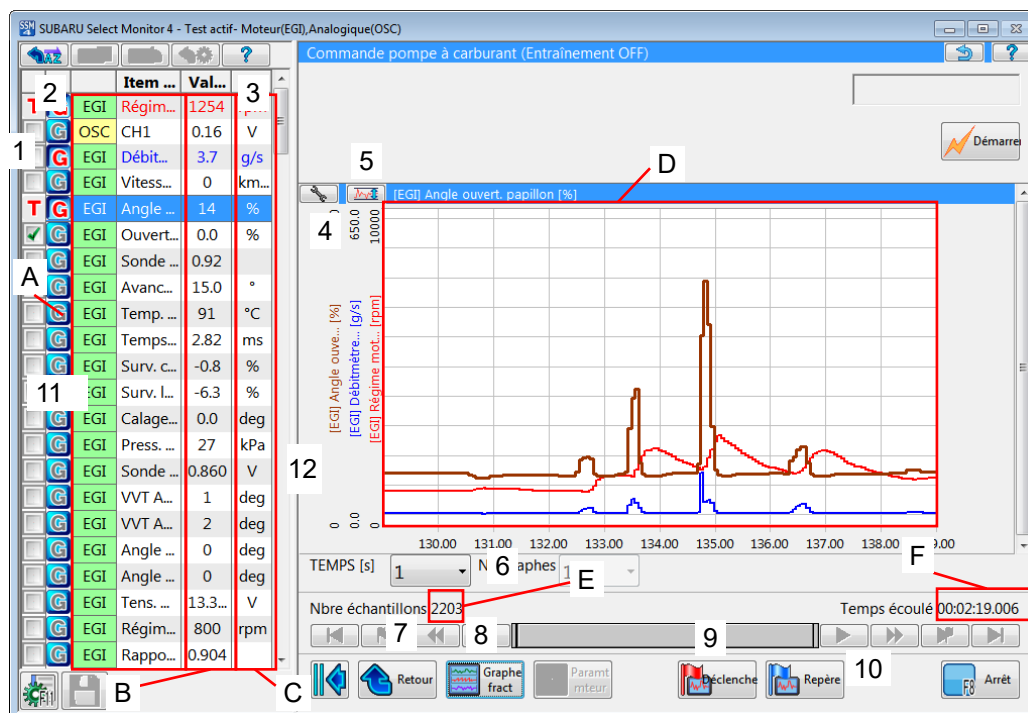 SUBARU Select Monitor 4 - Test actif- Moteur(EGI),Analogique(OSC)
AZ ?
Commande pompe à carburant (Entraînement OFF) ?
Item ... Val...
1 2 3 4 5 6 7 8 9 10 11 12
A B C D E F
T G EGI Régim... 1254
G OSC CH1 0.16 V
G EGI Débit... 3.7 g/s
G EGI Vitess... 0 km...
T G EGI Angle ... 14 %
G EGI Ouvert... 0.0 %
G EGI Sonde ... 0.92
G EGI Avanc... 15.0 °
G EGI Temp. ... 91 °C
G EGI Temps... 2.82 ms
G EGI Surv. c... -0.8 %
EGI Surv. l... -6.3 %
G EGI Calage... 0.0 deg
G EGI Press. ... 27 kPa
G EGI Sonde ... 0.860 V
G EGI VVT A... 1 deg
G EGI VVT A... 2 deg
G EGI Angle ... 0 deg
G EGI Angle ... 0 deg
G EGI Tens. ... 13.3... V
G EGI Régim... 800 rpm
G EGI Rappo... 0.904
F11
Démarrer
[EGI] Angle ouvert. papillon [%]
650.0
10000
[EGI] Angle ouve... [%]
[EGI] Débitmètre... [g/s]
[EGI] Régime mot... [rpm]
0 0.0 0
130.00 131.00 132.00 133.00 134.00 135.00 136.00 137.00 138.00
TEMPS [s] 1
Nbre échantillons 2203
Temps écoulé 00:02:19.006
Retour
Graphe fract
Paramt mteur
Déclenche
Repère
F8 Arrêt